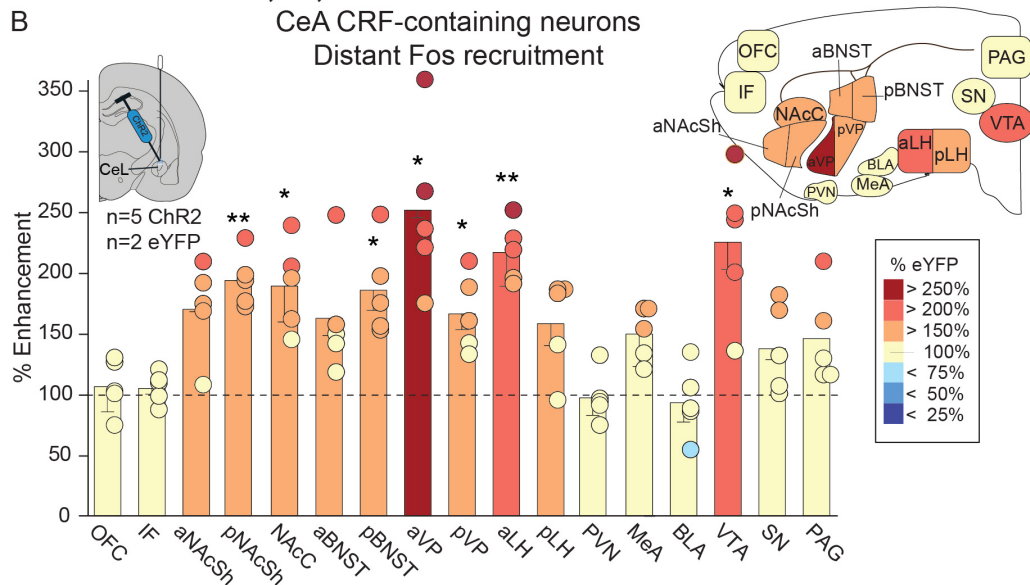 B
CeA CRF-containing neurons
Distant Fos recruitment
ChR2
CeL
n=5 ChR2
n=2 eYFP
OFC
IF
aBNST
pBNST
PAG
SN
VTA
NAcC
aNAcSh
pVP
aVP
aLH
pLH
BLA
MeA
PVN
pNAcSh
% eYFP
> 250%
> 200%
> 150%
100%
< 75%
< 50%
< 25%
% Enhancement
350
300
250
200
150
100
50
0
** * * * * ** *
OFC
IF
aNAcSh
pNAcSh
NAcC
aBNST
pBNST
aVP
pVP
aLH
pLH
PVN
MeA
BLA
VTA
SN
PAG